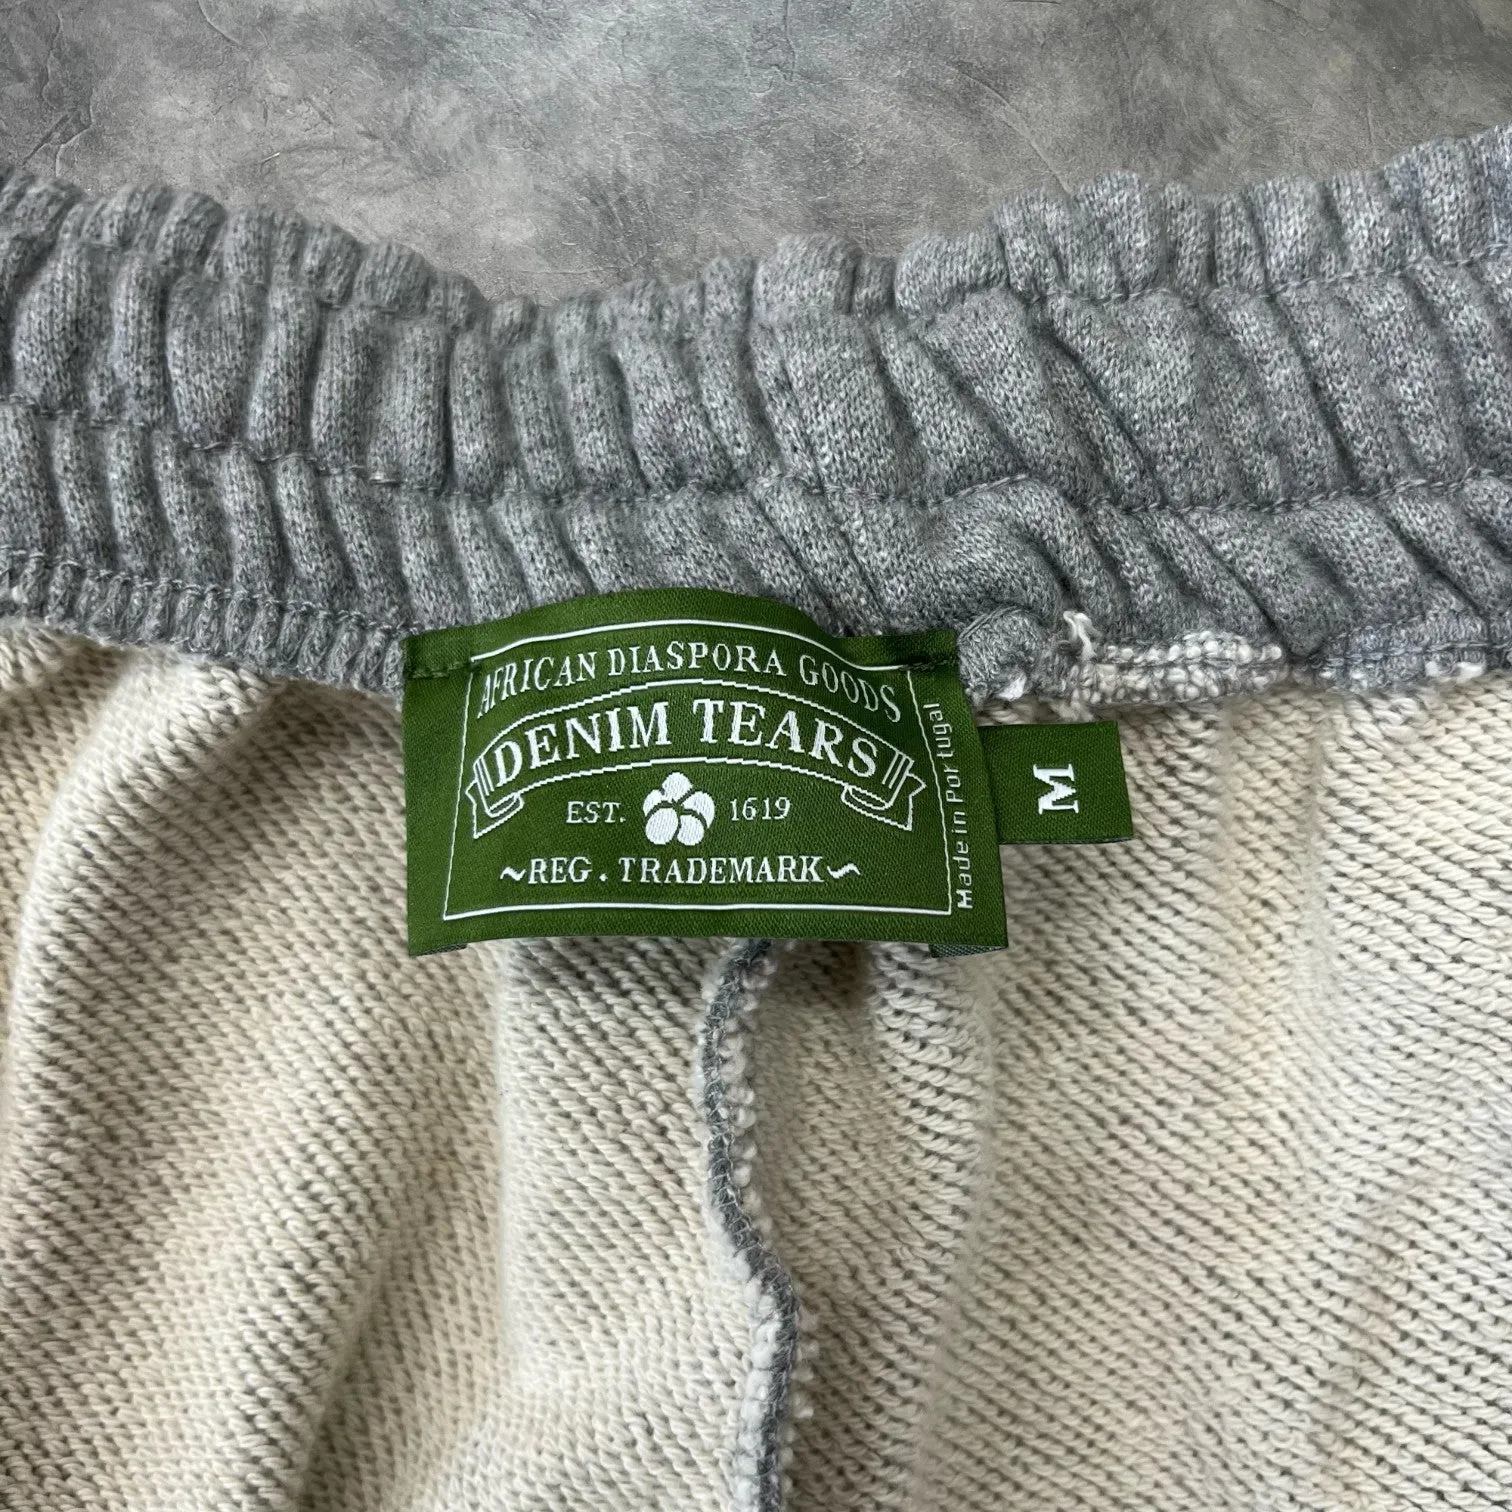 AFRICAN DIASPORA GOODS
DENIM TEARS
EST. 1619
~REG. TRADEMARK~
Made in Portugal
M